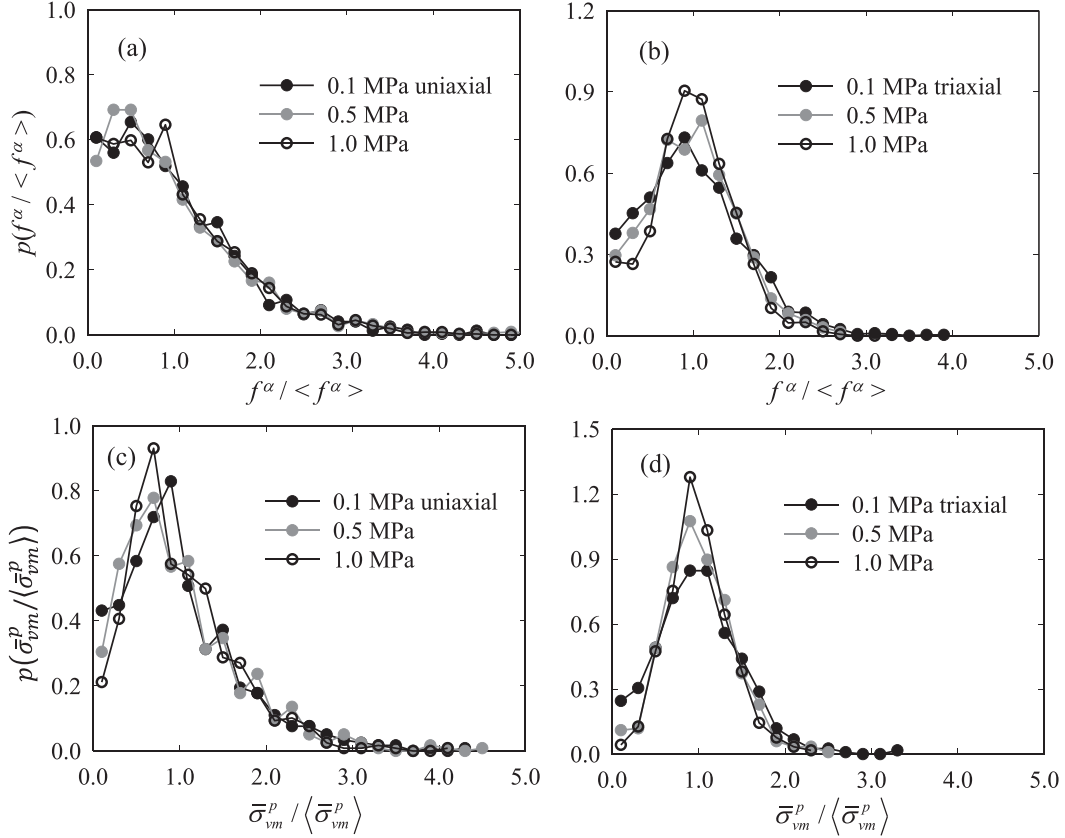 (a)
1.0
0.8
0.6
0.4
0.2
0.0
p(f^α / < f^α >)
0.1 MPa uniaxial
0.5 MPa
1.0 MPa
0.0 1.0 2.0 3.0 4.0 5.0
f^α / < f^α >
(b)
1.2
0.9
0.6
0.3
0.0
0.1 MPa triaxial
0.5 MPa
1.0 MPa
0.0 1.0 2.0 3.0 4.0 5.0
f^α / < f^α >
(c)
1.0
0.8
0.6
0.4
0.2
0.0
p(σ̄^p_vm/⟨σ̄^p_vm⟩)
0.1 MPa uniaxial
0.5 MPa
1.0 MPa
0.0 1.0 2.0 3.0 4.0 5.0
σ̄^p_vm / ⟨σ̄^p_vm⟩
(d)
1.5
1.2
0.9
0.6
0.3
0.0
0.1 MPa triaxial
0.5 MPa
1.0 MPa
0.0 1.0 2.0 3.0 4.0 5.0
σ̄^p_vm / ⟨σ̄^p_vm⟩